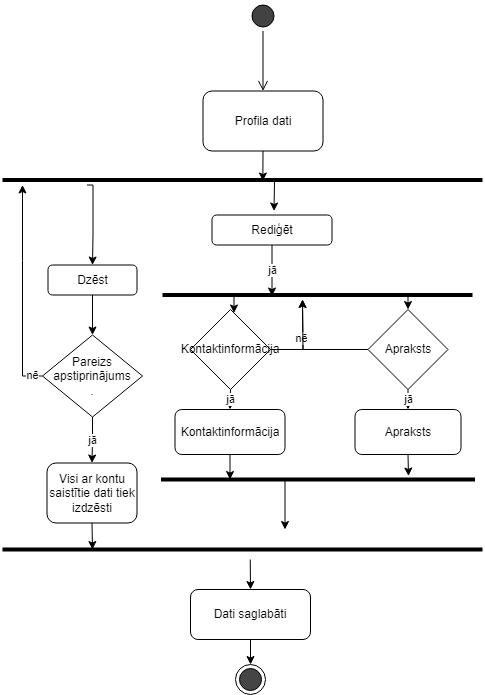 Profila dati
Rediģēt
jā
Dzēst
nē
Kontaktinformācija
Apraksts
Pareizs
apstiprinājums
.
nē
jā
jā
Kontaktinformācija
Apraksts
jā
Visi ar kontu
saistītie dati tiek
izdzēsti
Dati saglabāti